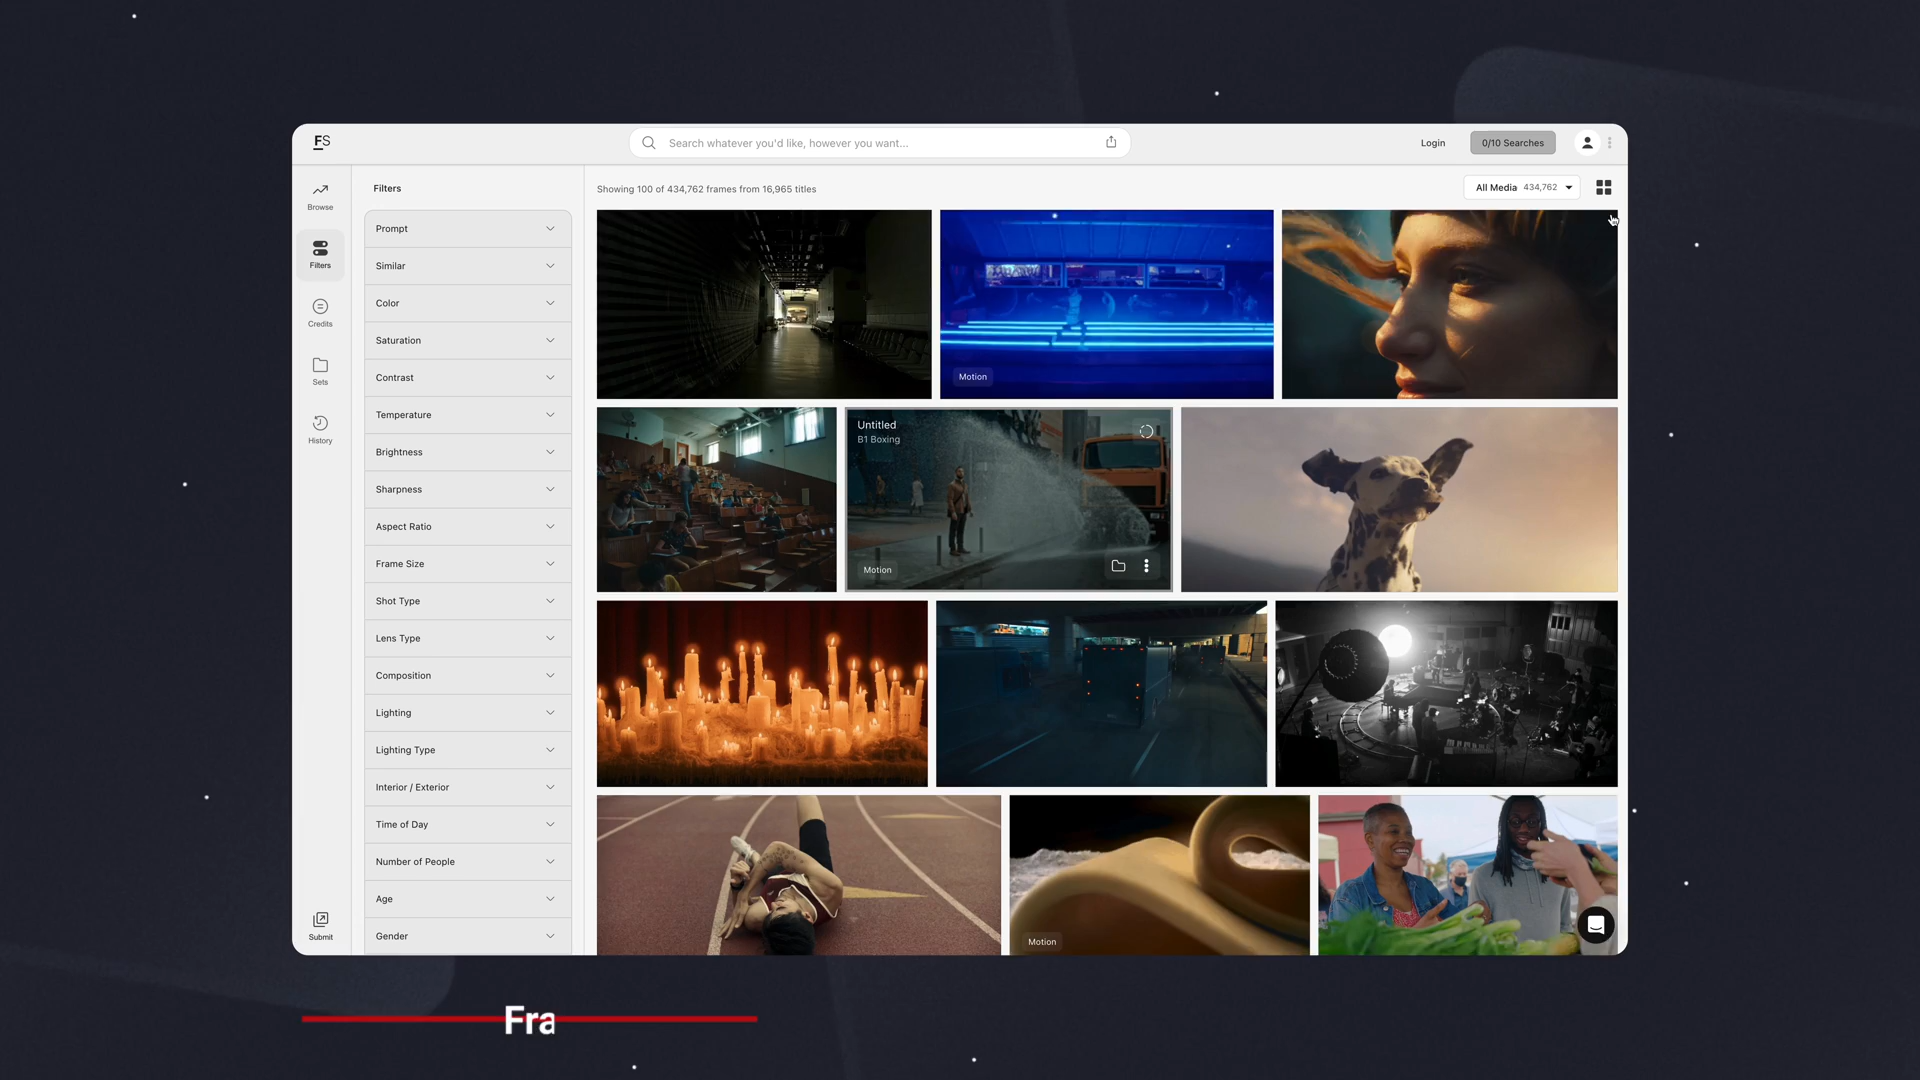 FS
Search whatever you'd like, however you want...
Login
0/10 Searches
Browse
Filters
Credits
Sets
History
Submit
Filters
Prompt
Similar
Color
Saturation
Contrast
Temperature
Brightness
Sharpness
Aspect Ratio
Frame Size
Shot Type
Lens Type
Composition
Lighting
Lighting Type
Interior / Exterior
Time of Day
Number of People
Age
Gender
Showing 100 of 434,762 frames from 16,965 titles
All Media 434,762
Motion
Untitled
B1 Boxing
Motion
Motion
Fra